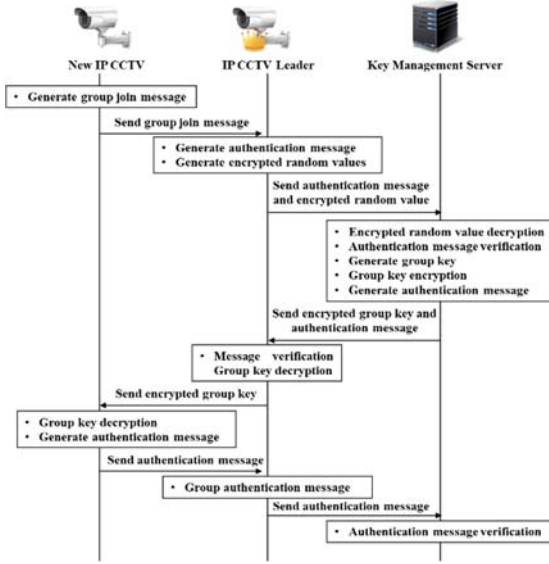 New IP CCTV
IP CCTV Leader
Key Management Server
• Generate group join message
Send group join message
• Generate authentication message
• Generate encrypted random values
Send authentication message
and encrypted random value
• Encrypted random value decryption
• Authentication message verification
• Generate group key
• Group key encryption
• Generate authentication message
Send encrypted group key and
authentication message
• Message verification
Group key decryption
Send encrypted group key
• Group key decryption
• Generate authentication message
Send authentication message
• Group authentication message
Send authentication message
• Authentication message verification